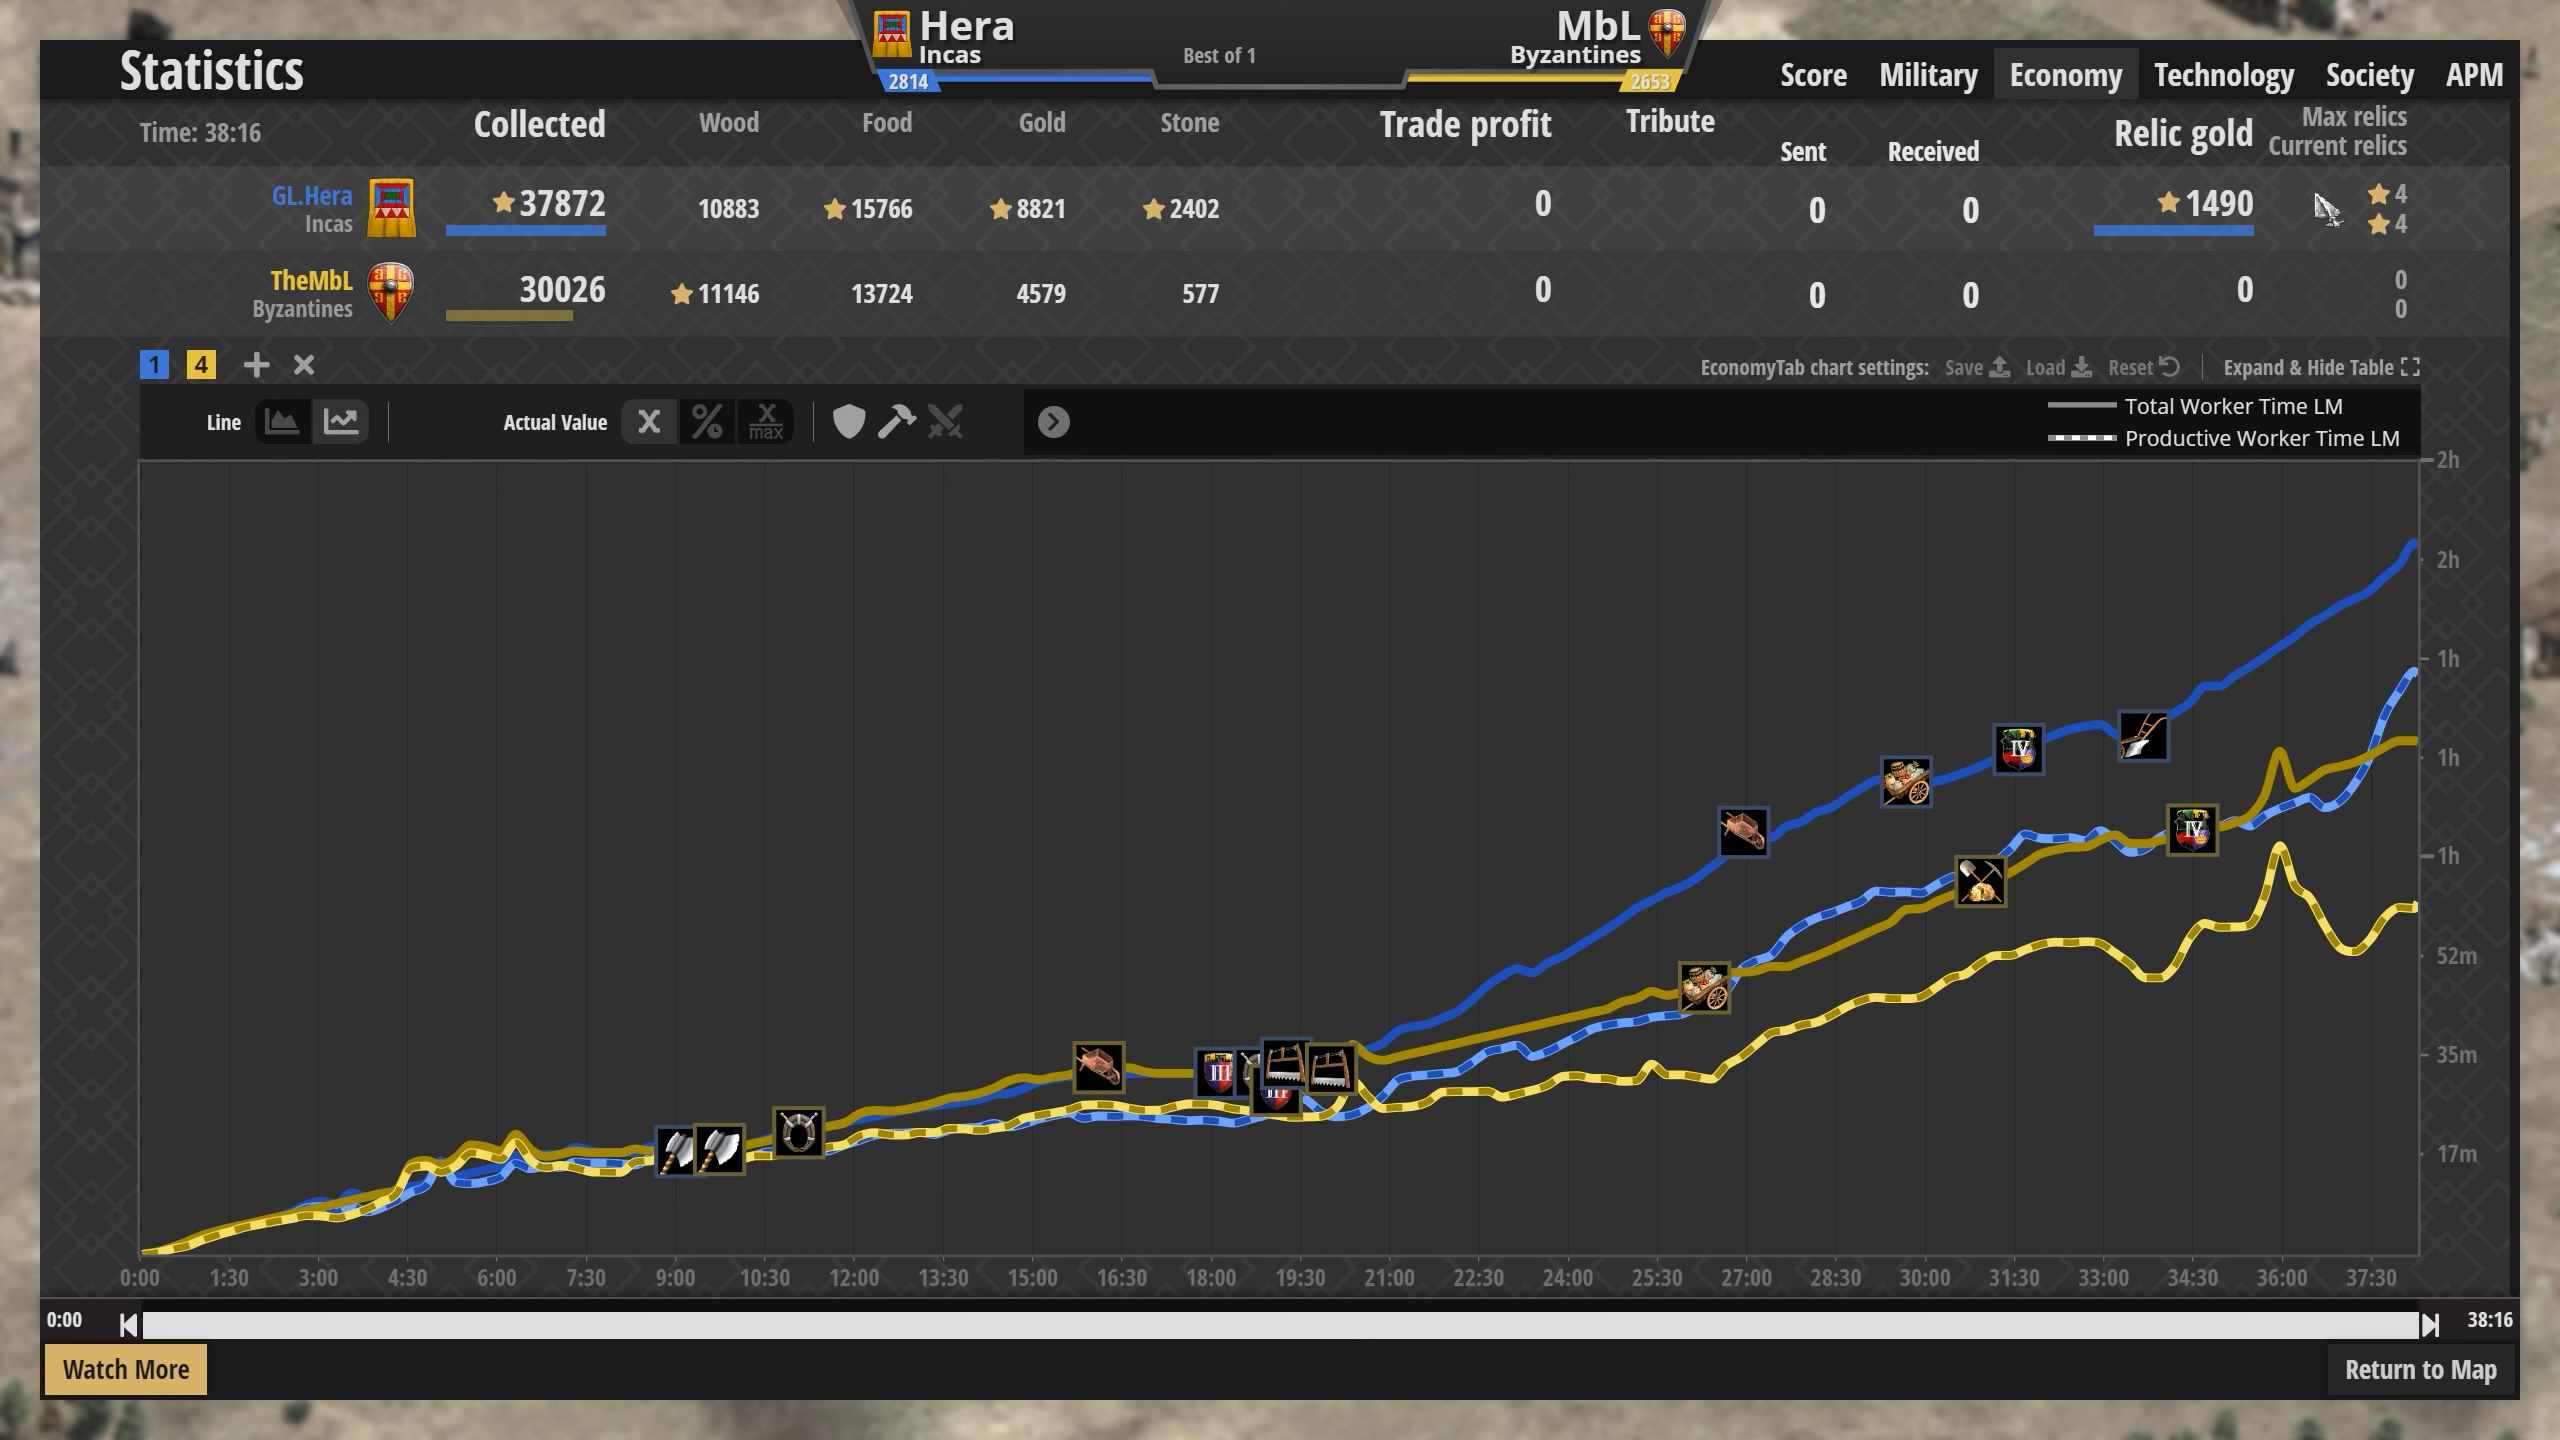 Hera
Incas
2814
Best of 1
MbL
Byzantines
2653
Statistics
Score Military Economy Technology Society APM
Time: 38:16 Collected Wood Food Gold Stone Trade profit Tribute Sent Received Relic gold Max relics
Current relics
GL.Hera
Incas
37872 10883 15766 8821 2402 0 0 0 1490 4
4
TheMbL
Byzantines
30026 11146 13724 4579 577 0 0 0 0 0
0
1 4
EconomyTab chart settings: Save Load Reset Expand & Hide Table
Line Actual Value X % X
max
Total Worker Time LM
Productive Worker Time LM
2h
2h
1h
1h
1h
52m
35m
17m
IV
IV
III
III
0:00 1:30 3:00 4:30 6:00 7:30 9:00 10:30 12:00 13:30 15:00 16:30 18:00 19:30 21:00 22:30 24:00 25:30 27:00 28:30 30:00 31:30 33:00 34:30 36:00 37:30
0:00 38:16
Watch More Return to Map